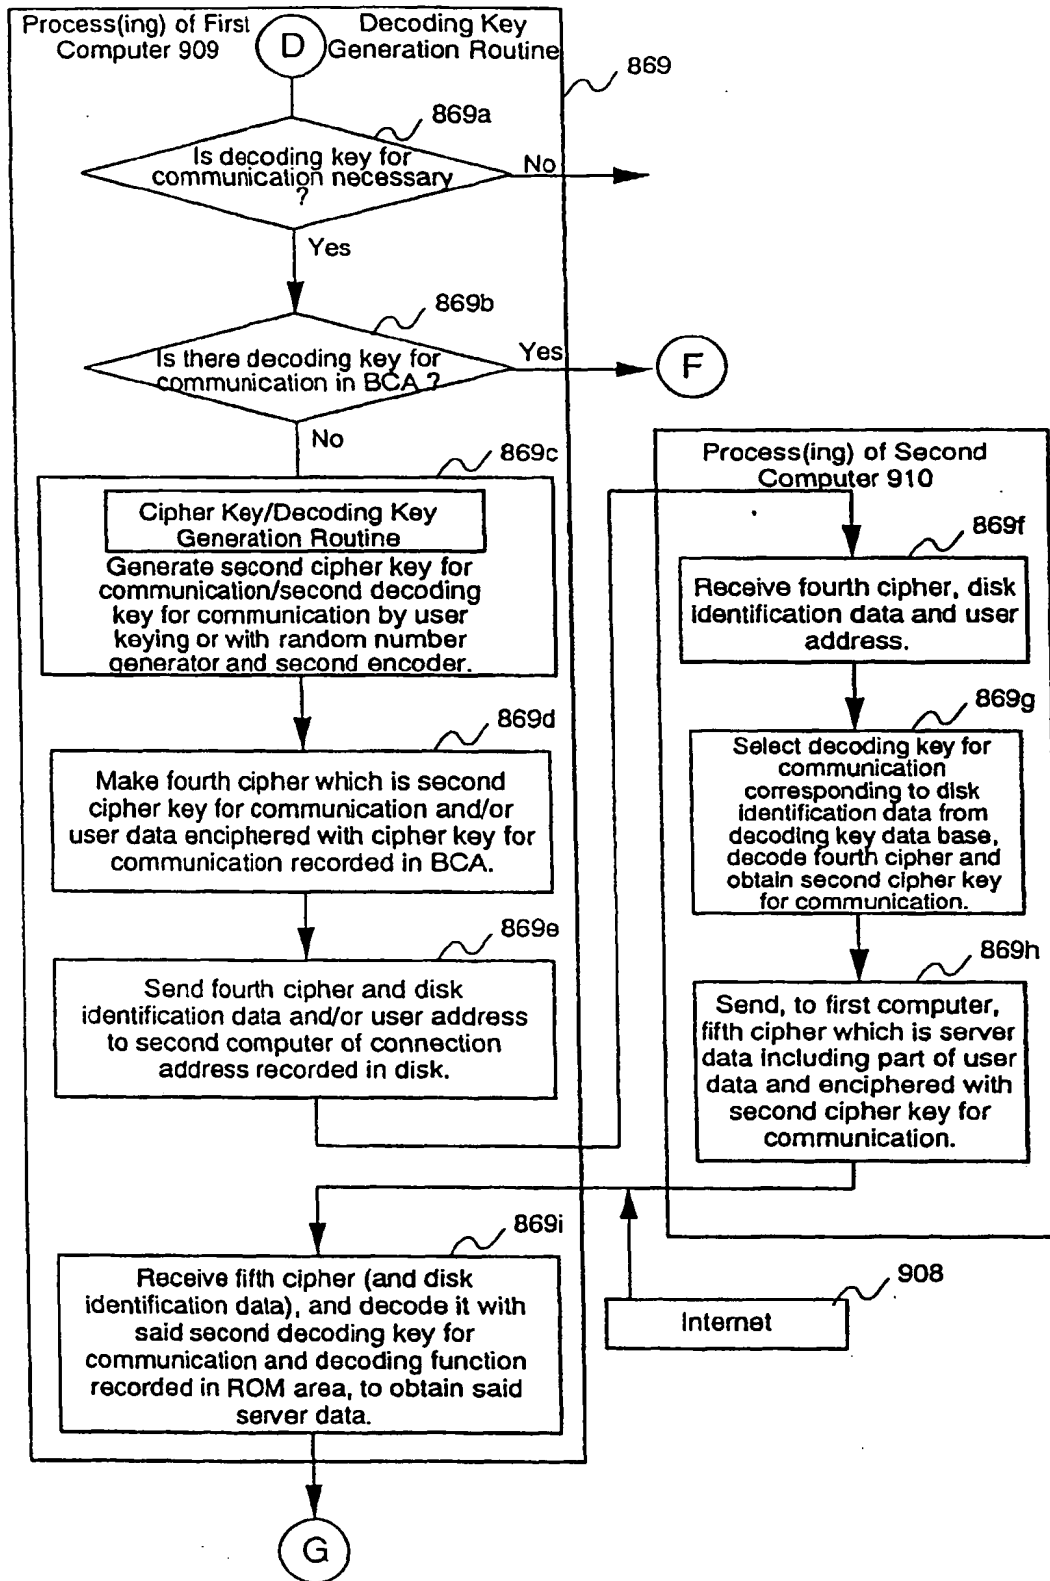 Process(ing) of First
Computer 909
D
Decoding Key
Generation Routine
869
869a
Is decoding key for
communication necessary
?
No
Yes
869b
Is there decoding key for
communication in BCA ?
Yes
F
No
869c
Cipher Key/Decoding Key
Generation Routine
Generate second cipher key for
communication/second decoding
key for communication by user
keying or with random number
generator and second encoder.
869d
Make fourth cipher which is second
cipher key for communication and/or
user data enciphered with cipher key for
communication recorded in BCA.
869e
Send fourth cipher and disk
identification data and/or user address
to second computer of connection
address recorded in disk.
Process(ing) of Second
Computer 910
869f
Receive fourth cipher, disk
identification data and user
address.
869g
Select decoding key for
communication
corresponding to disk
identification data from
decoding key data base,
decode fourth cipher and
obtain second cipher key
for communication.
869h
Send, to first computer,
fifth cipher which is server
data including part of user
data and enciphered with
second cipher key for
communication.
869i
Receive fifth cipher (and disk
identification data), and decode it with
said second decoding key for
communication and decoding function
recorded in ROM area, to obtain said
server data.
908
Internet
G